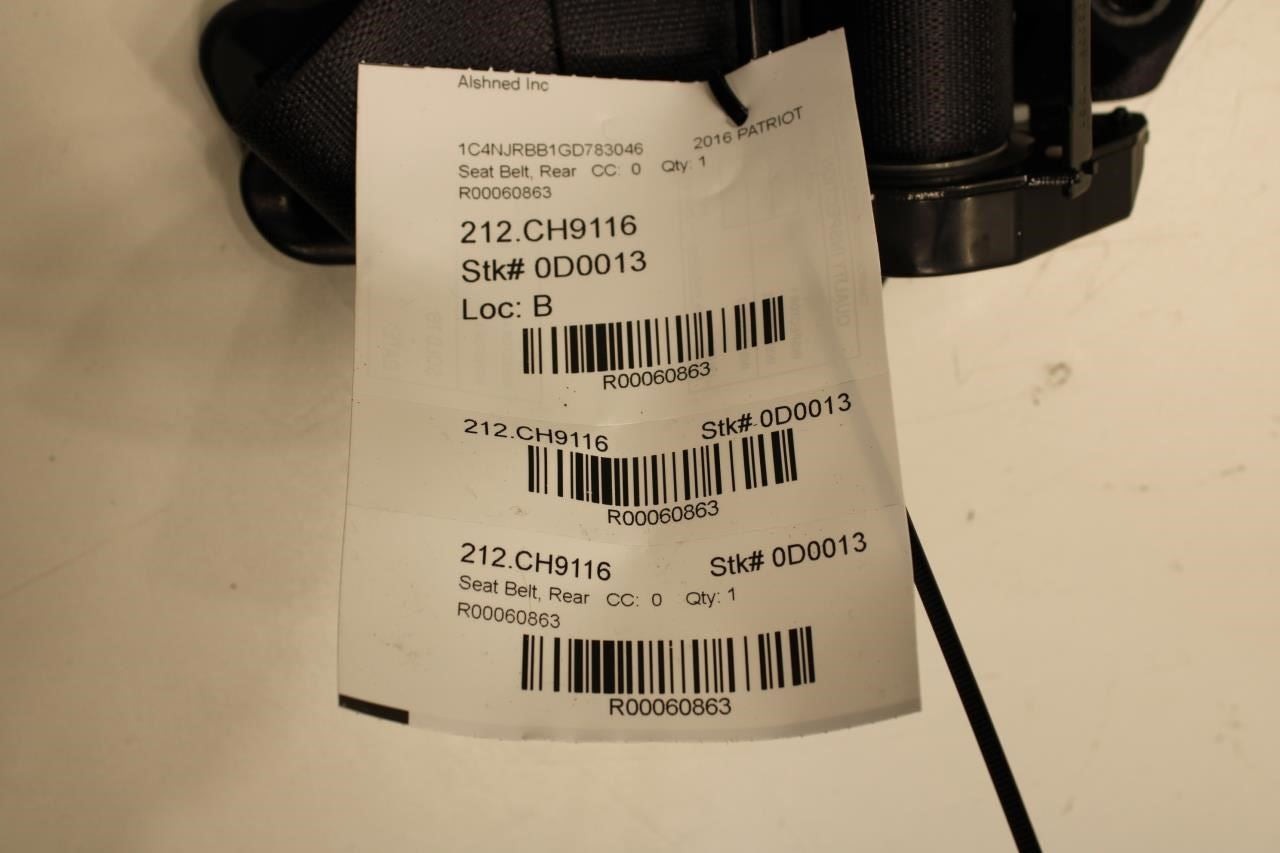 Alshned Inc
1C4NJRBB1GD783046 2016 PATRIOT
Seat Belt, Rear CC: 0 Qty: 1
R00060863
212.CH9116
Stk# 0D0013
Loc: B
R00060863
212.CH9116 Stk# 0D0013
R00060863
212.CH9116 Stk# 0D0013
Seat Belt, Rear CC: 0 Qty: 1
R00060863
R00060863